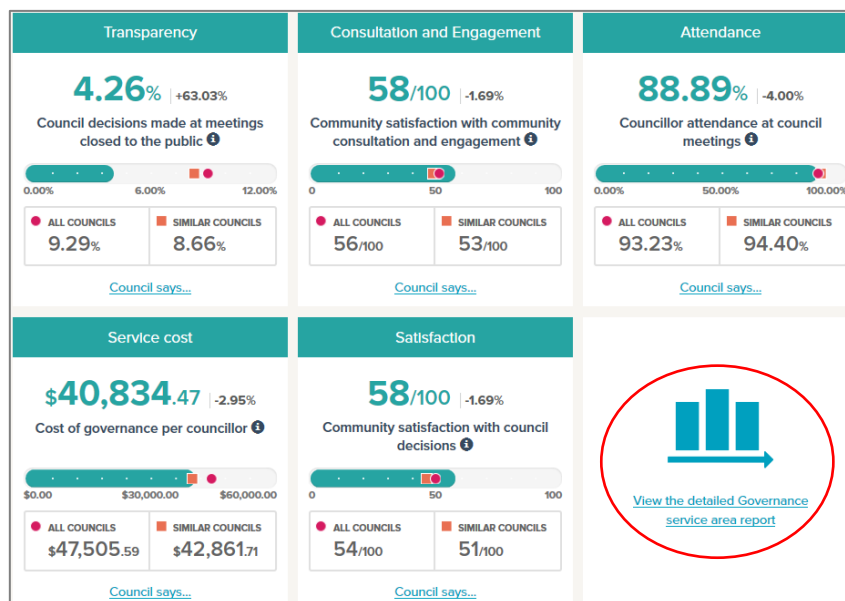 Transparency
4.26% | +63.03%
Council decisions made at meetings
closed to the public
0.00% 6.00% 12.00%
ALL COUNCILS
9.29%
SIMILAR COUNCILS
8.66%
Council says...
Consultation and Engagement
58/100 | -1.69%
Community satisfaction with community
consultation and engagement
0 50 100
ALL COUNCILS
56/100
SIMILAR COUNCILS
53/100
Council says...
Attendance
88.89% | -4.00%
Councillor attendance at council
meetings
0.00% 50.00% 100.00%
ALL COUNCILS
93.23%
SIMILAR COUNCILS
94.40%
Council says...
Service cost
$40,834.47 | -2.95%
Cost of governance per councillor
$0.00 $30,000.00 $60,000.00
ALL COUNCILS
$47,505.59
SIMILAR COUNCILS
$42,861.71
Council says...
Satisfaction
58/100 | -1.69%
Community satisfaction with council
decisions
0 50 100
ALL COUNCILS
54/100
SIMILAR COUNCILS
51/100
Council says...
View the detailed Governance
service area report